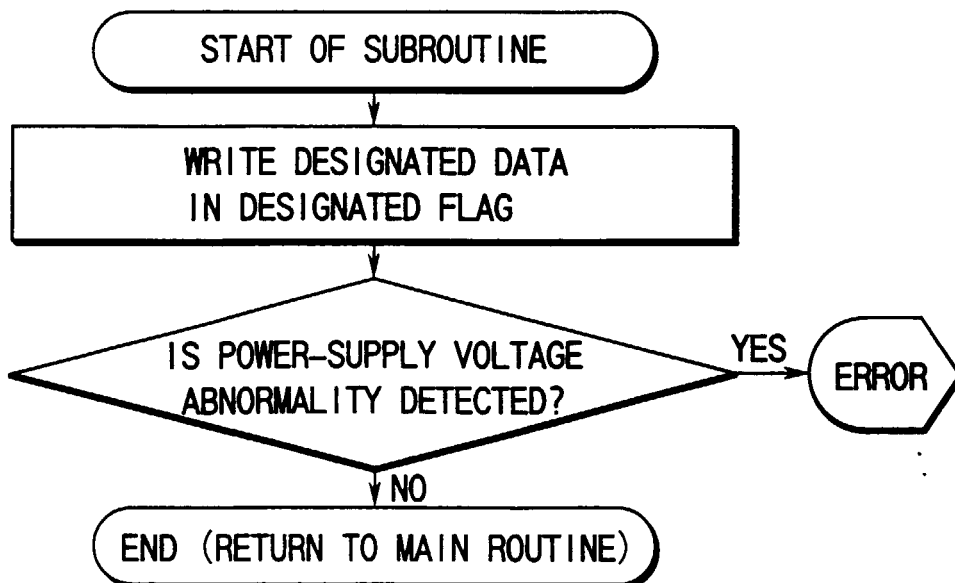 START OF SUBROUTINE
WRITE DESIGNATED DATA
IN DESIGNATED FLAG
IS POWER-SUPPLY VOLTAGE
ABNORMALITY DETECTED?
YES
ERROR
NO
END (RETURN TO MAIN ROUTINE)